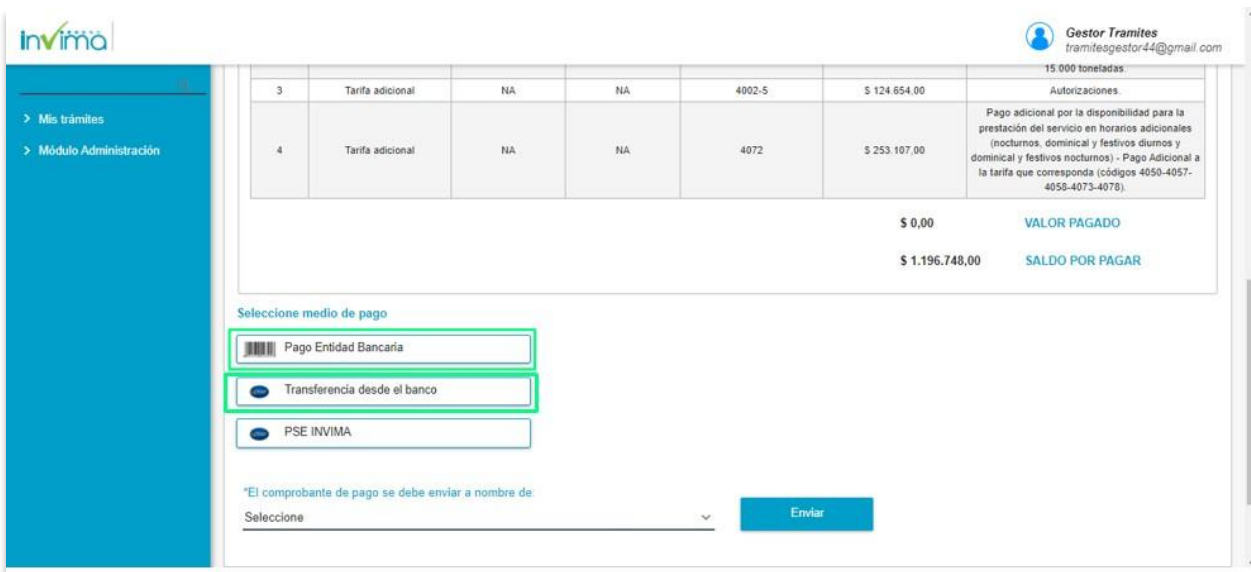 invima
Gestor Tramites
tramitesgestor44@gmail.com
15.000 toneladas.
3 Tarifa adicional NA NA 4002-5 $ 124.654,00 Autorizaciones.
> Mis trámites
> Módulo Administración
4 Tarifa adicional NA NA 4072 $ 253.107,00
Pago adicional por la disponibilidad para la
prestación del servicio en horarios adicionales
(nocturnos, dominical y festivos diurnos y
dominical y festivos nocturnos) - Pago Adicional a
la tarifa que corresponda (códigos 4050-4057-
4058-4073-4078).
$ 0,00 VALOR PAGADO
$ 1.196.748,00 SALDO POR PAGAR
Seleccione medio de pago
Pago Entidad Bancaria
Transferencia desde el banco
PSE INVIMA
*El comprobante de pago se debe enviar a nombre de:
Seleccione
Enviar